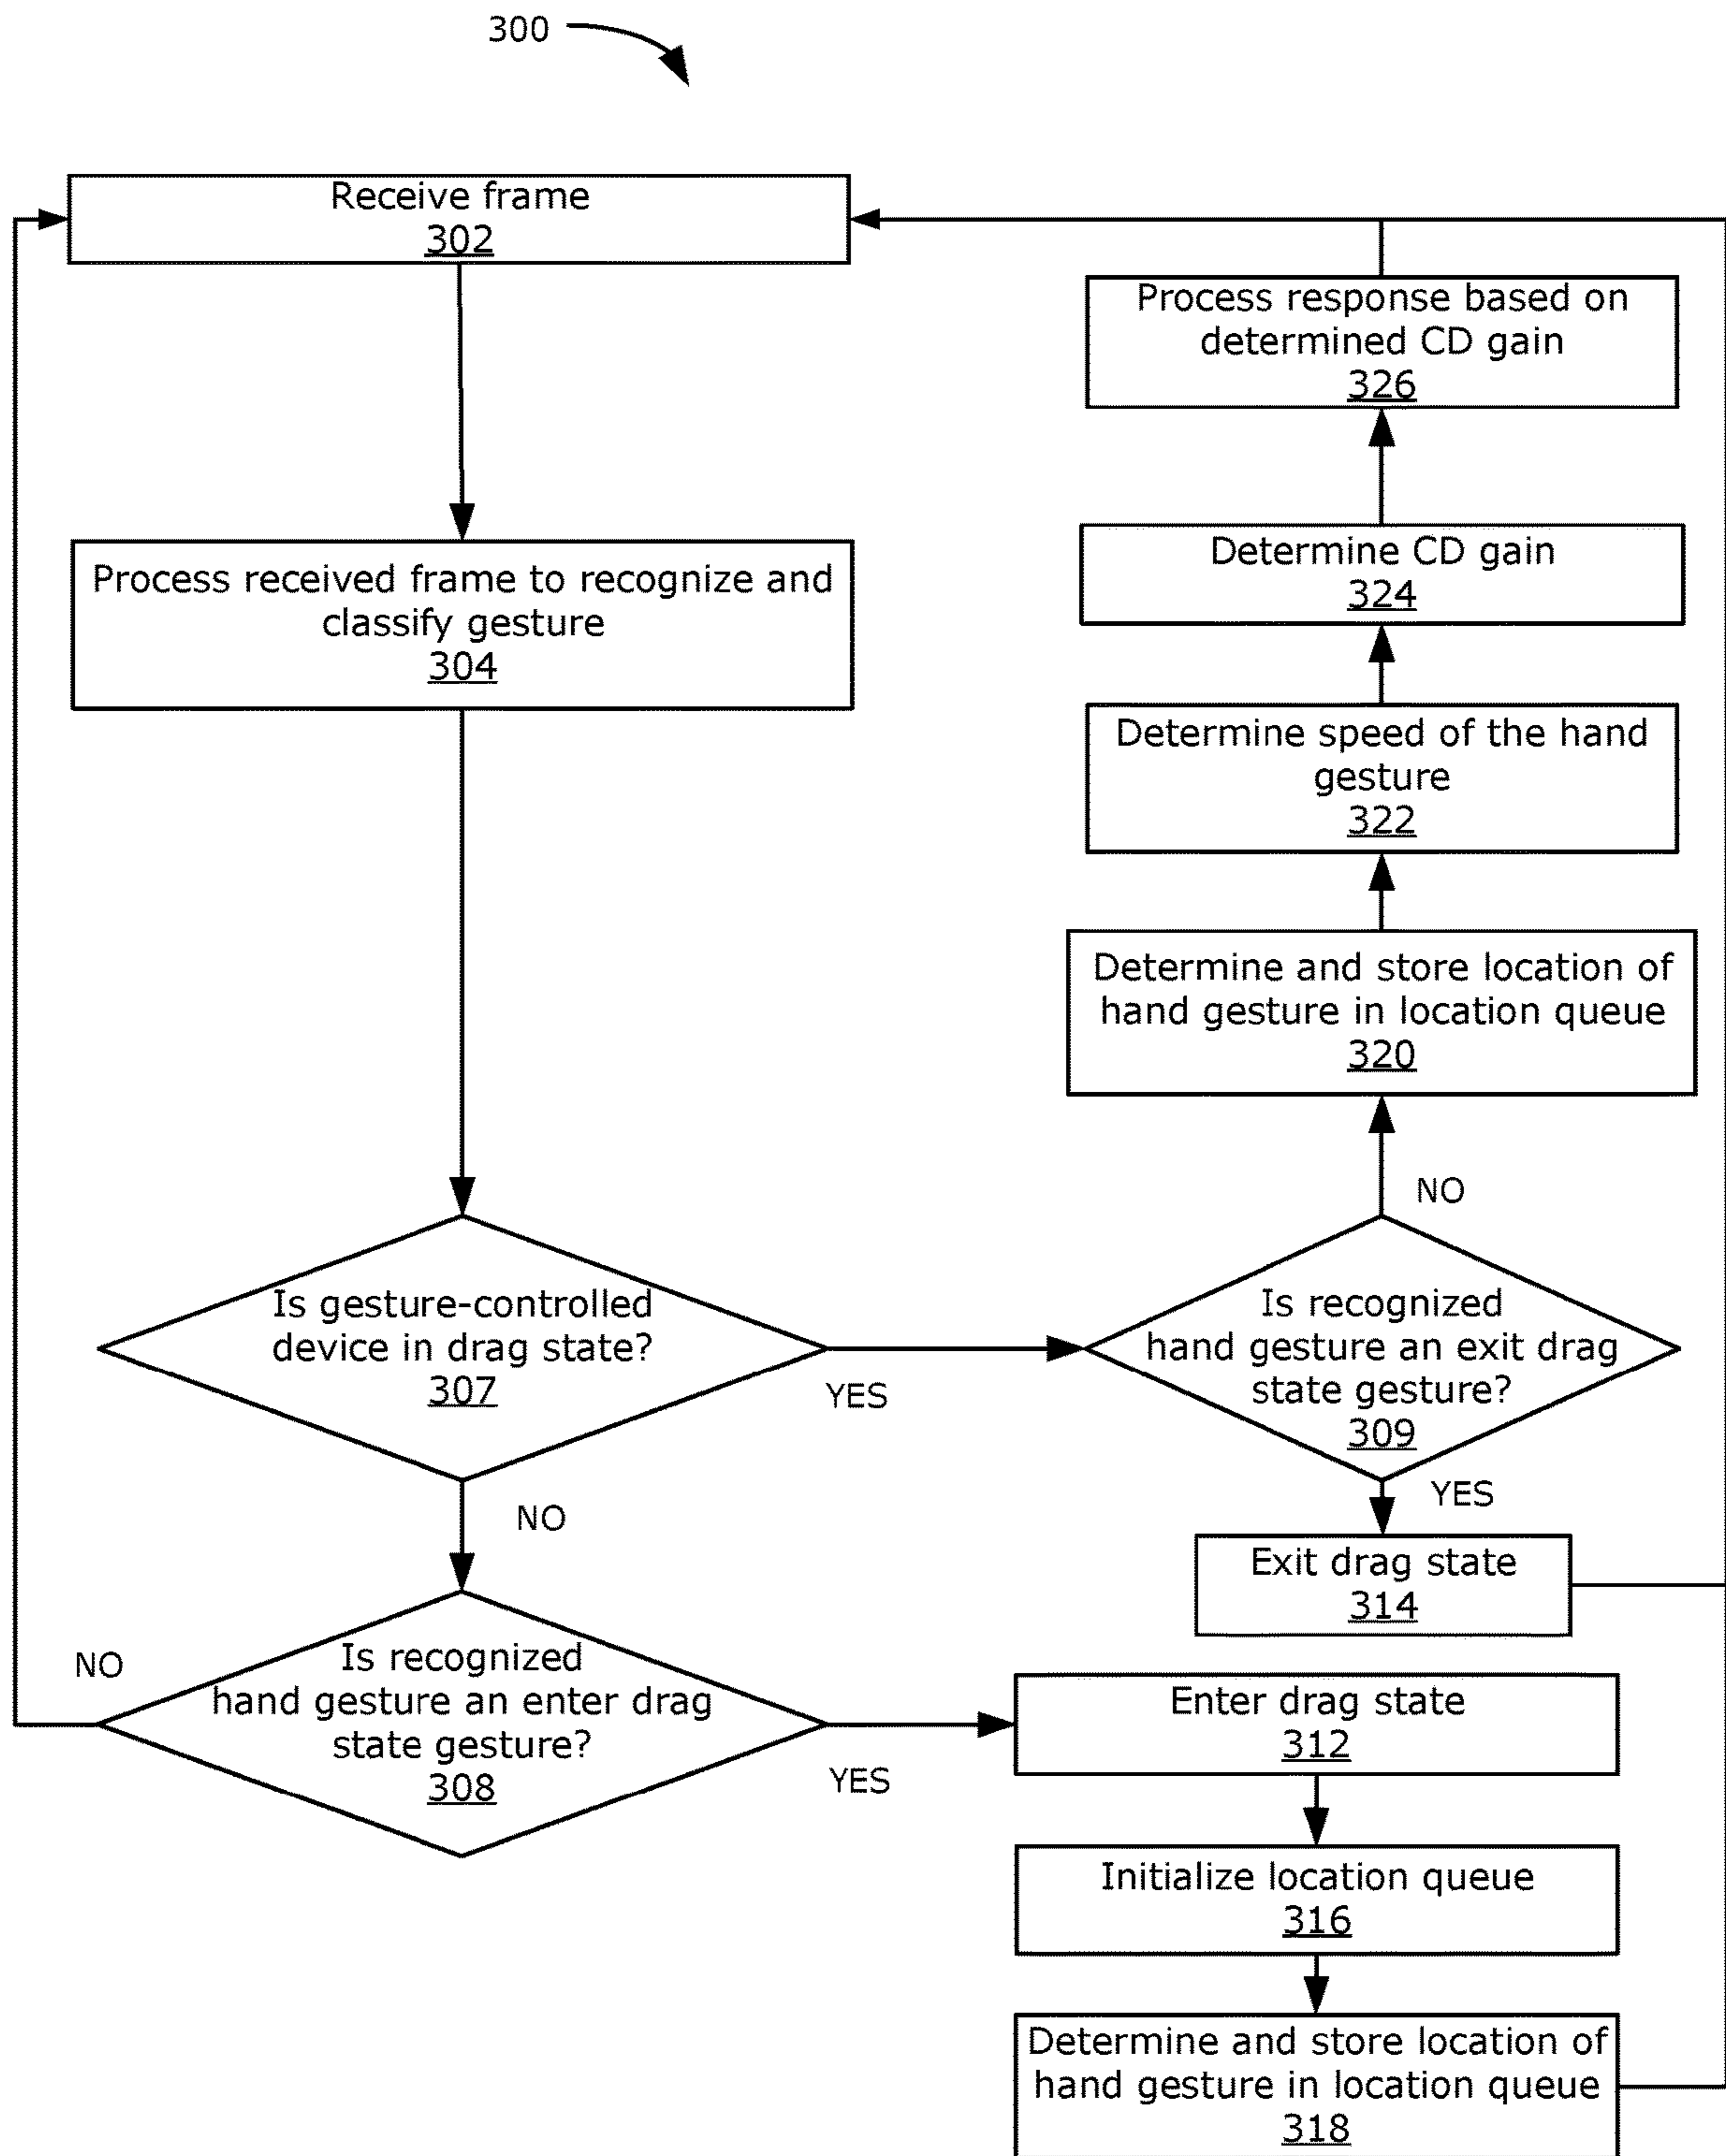 300
Receive frame
302
Process received frame to recognize and
classify gesture
304
Is gesture-controlled
device in drag state?
307
YES
NO
Is recognized
hand gesture an enter drag
state gesture?
308
NO
YES
Process response based on
determined CD gain
326
Determine CD gain
324
Determine speed of the hand
gesture
322
Determine and store location of
hand gesture in location queue
320
NO
Is recognized
hand gesture an exit drag
state gesture?
309
YES
Exit drag state
314
Enter drag state
312
Initialize location queue
316
Determine and store location of
hand gesture in location queue
318